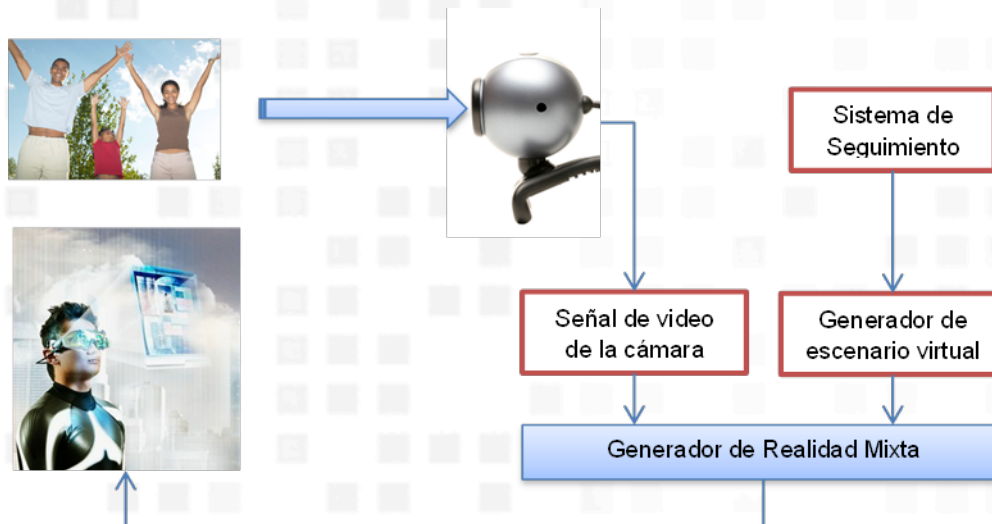 Sistema de
Seguimiento
Señal de video
de la cámara
Generador de
escenario virtual
Generador de Realidad Mixta